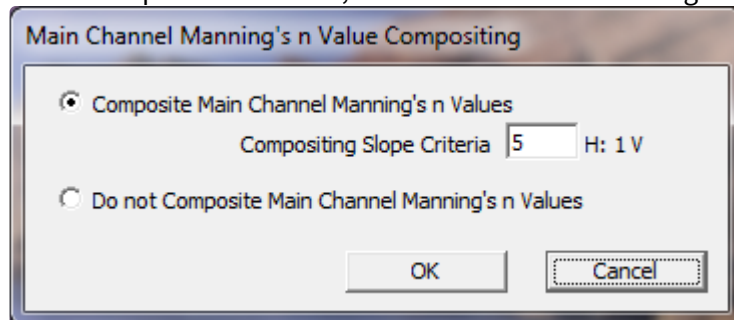 Main Channel Manning's n Value Compositing
Composite Main Channel Manning's n Values
Compositing Slope Criteria 5 H: 1 V
Do not Composite Main Channel Manning's n Values
OK Cancel